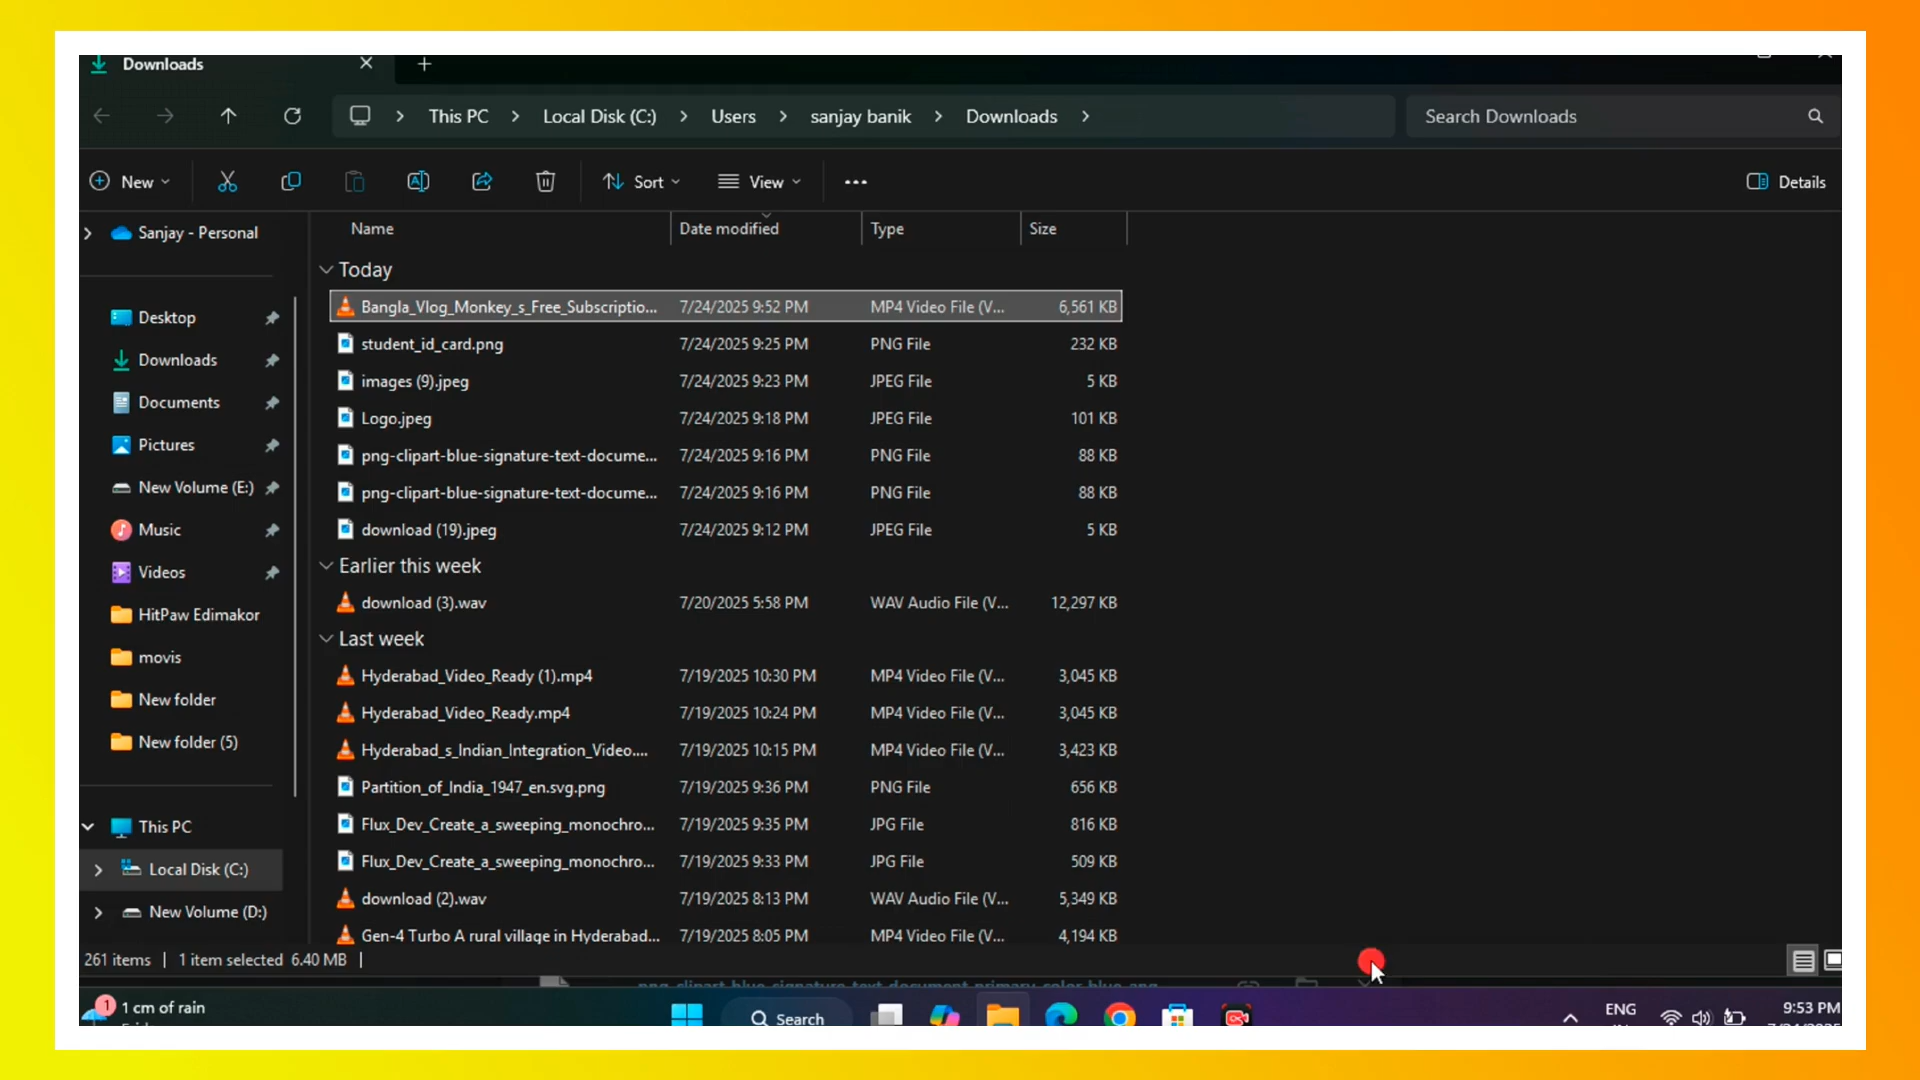 Downloads
This PC Local Disk (C:) Users sanjay banik Downloads Search Downloads
New Sort View Details
Name Date modified Type Size
Sanjay - Personal
Desktop
Downloads
Documents
Pictures
New Volume (E:)
Music
Videos
HitPaw Edimakor
movis
New folder
New folder (5)
This PC
Local Disk (C:)
New Volume (D:)
Today
Bangla_Vlog_Monkey_s_Free_Subscriptio... 7/24/2025 9:52 PM MP4 Video File (V... 6,561 KB
student_id_card.png 7/24/2025 9:25 PM PNG File 232 KB
images (9).jpeg 7/24/2025 9:23 PM JPEG File 5 KB
Logo.jpeg 7/24/2025 9:18 PM JPEG File 101 KB
png-clipart-blue-signature-text-docume... 7/24/2025 9:16 PM PNG File 88 KB
png-clipart-blue-signature-text-docume... 7/24/2025 9:16 PM PNG File 88 KB
download (19).jpeg 7/24/2025 9:12 PM JPEG File 5 KB
Earlier this week
download (3).wav 7/20/2025 5:58 PM WAV Audio File (V... 12,297 KB
Last week
Hyderabad_Video_Ready (1).mp4 7/19/2025 10:30 PM MP4 Video File (V... 3,045 KB
Hyderabad_Video_Ready.mp4 7/19/2025 10:24 PM MP4 Video File (V... 3,045 KB
Hyderabad_s_Indian_Integration_Video.... 7/19/2025 10:15 PM MP4 Video File (V... 3,423 KB
Partition_of_India_1947_en.svg.png 7/19/2025 9:36 PM PNG File 656 KB
Flux_Dev_Create_a_sweeping_monochro... 7/19/2025 9:35 PM JPG File 816 KB
Flux_Dev_Create_a_sweeping_monochro... 7/19/2025 9:33 PM JPG File 509 KB
download (2).wav 7/19/2025 8:13 PM WAV Audio File (V... 5,349 KB
Gen-4 Turbo A rural village in Hyderabad... 7/19/2025 8:05 PM MP4 Video File (V... 4,194 KB
261 items 1 item selected 6.40 MB
png-clipart-blue-signature-text-document-primary-color-blue.png
1
1 cm of rain
Search
ENG
9:53 PM